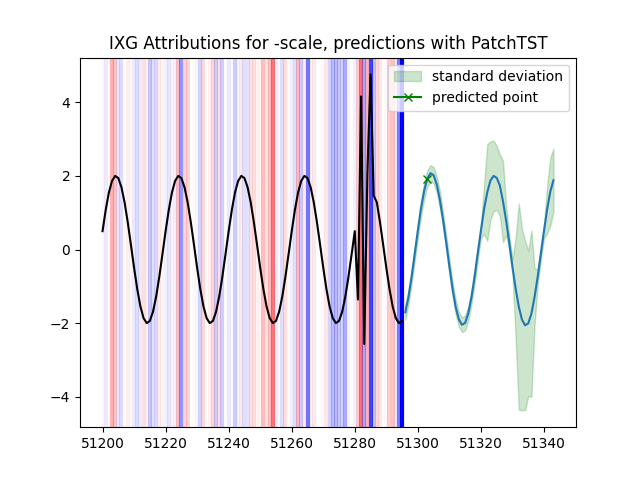 IXG Attributions for -scale, predictions with PatchTST
standard deviation
predicted point
4
2
0
−2
−4
51200 51220 51240 51260 51280 51300 51320 51340